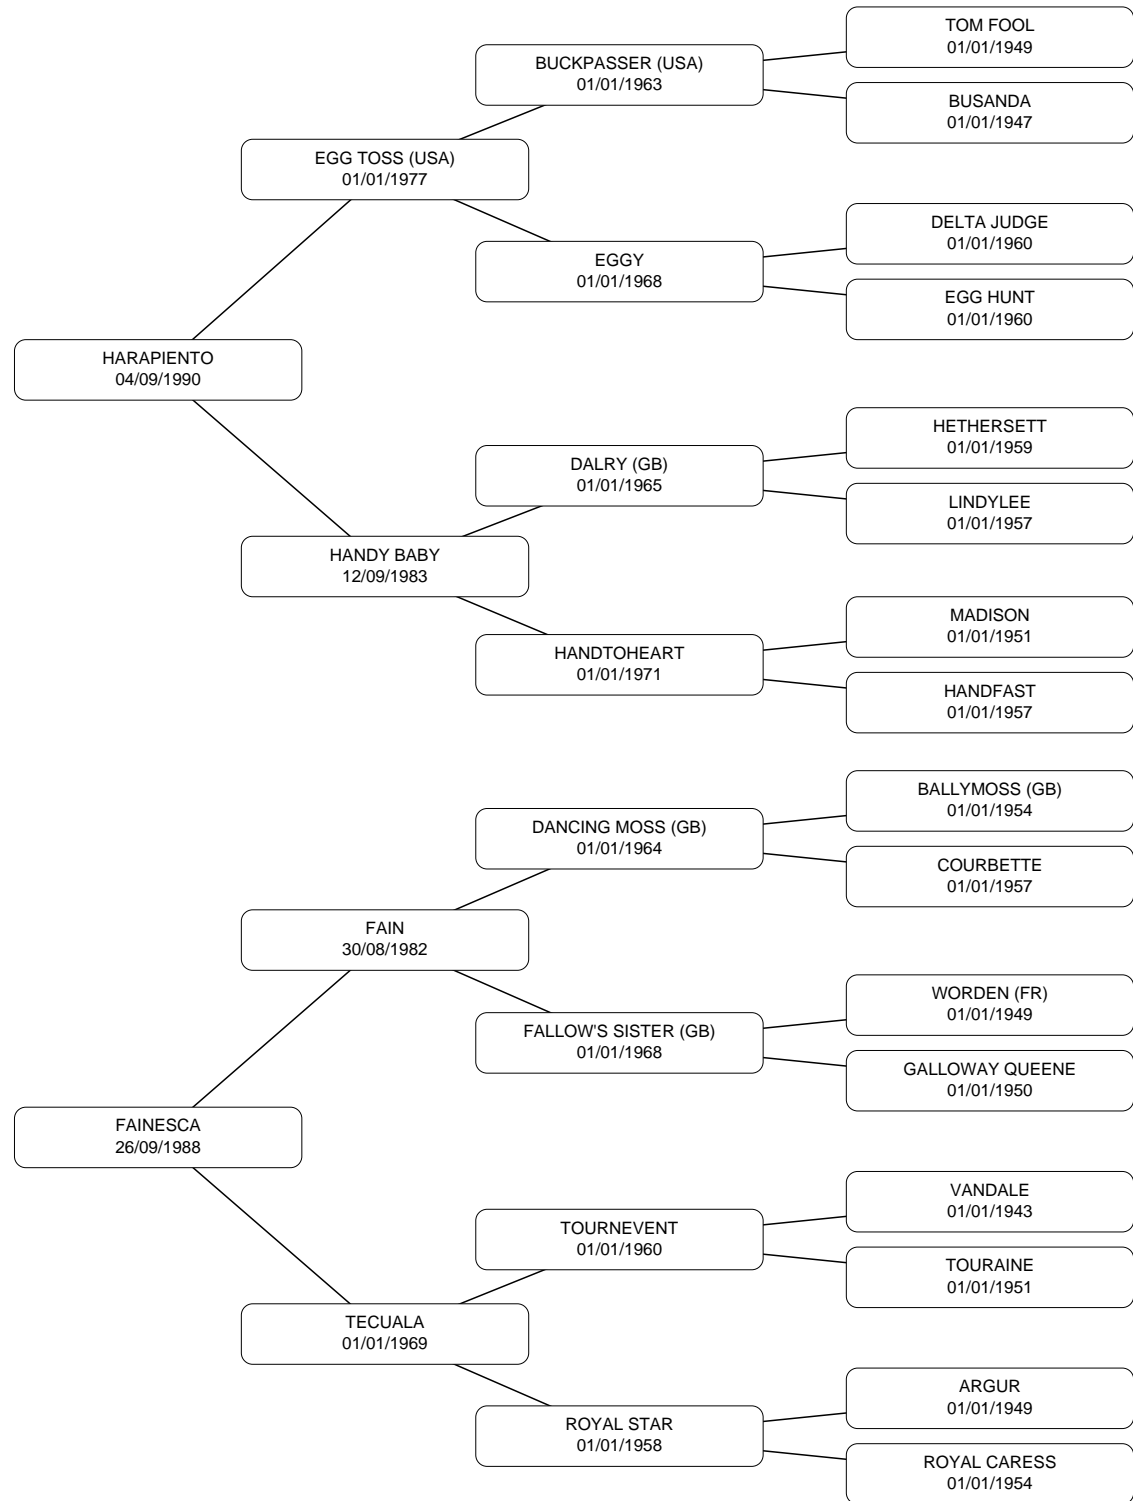 TOM FOOL
01/01/1949
BUCKPASSER (USA)
01/01/1963
BUSANDA
01/01/1947
EGG TOSS (USA)
01/01/1977
DELTA JUDGE
01/01/1960
EGGY
01/01/1968
EGG HUNT
01/01/1960
HARAPIENTO
04/09/1990
HETHERSETT
01/01/1959
DALRY (GB)
01/01/1965
LINDYLEE
01/01/1957
HANDY BABY
12/09/1983
MADISON
01/01/1951
HANDTOHEART
01/01/1971
HANDFAST
01/01/1957
BALLYMOSS (GB)
01/01/1954
DANCING MOSS (GB)
01/01/1964
COURBETTE
01/01/1957
FAIN
30/08/1982
WORDEN (FR)
01/01/1949
FALLOW'S SISTER (GB)
01/01/1968
GALLOWAY QUEENE
01/01/1950
FAINESCA
26/09/1988
VANDALE
01/01/1943
TOURNEVENT
01/01/1960
TOURAINE
01/01/1951
TECUALA
01/01/1969
ARGUR
01/01/1949
ROYAL STAR
01/01/1958
ROYAL CARESS
01/01/1954